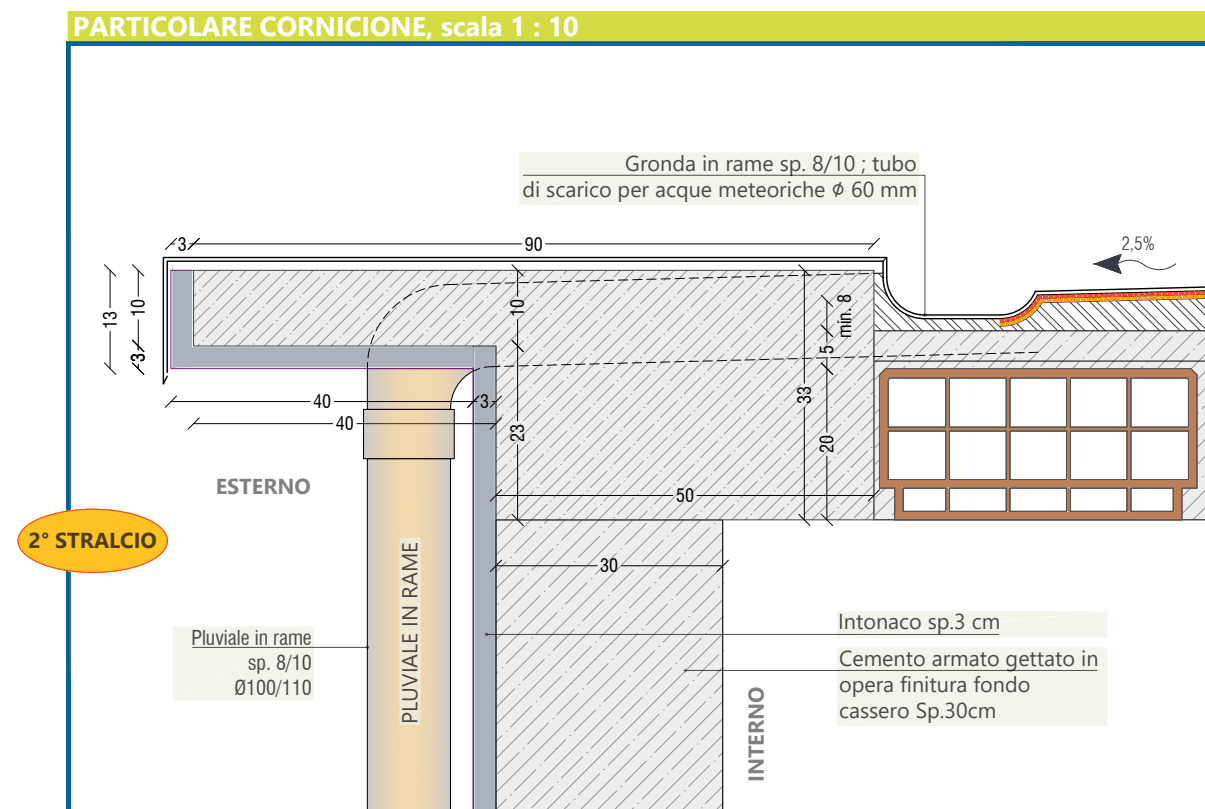 PARTICOLARE CORNICIONE, scala 1 : 10
Gronda in rame sp. 8/10 ; tubo
di scarico per acque meteoriche ϕ 60 mm
3
90
2,5%
13
10
3
10
min. 8
5
33
40
3
40
23
20
ESTERNO
50
2° STRALCIO
30
PLUVIALE IN RAME
Pluviale in rame
sp. 8/10
Ø100/110
Intonaco sp.3 cm
Cemento armato gettato in
opera finitura fondo
cassero Sp.30cm
INTERNO